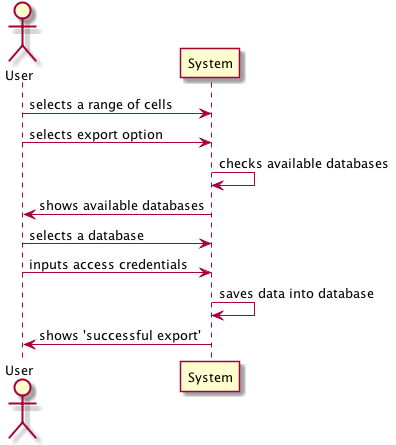 User
System
selects a range of cells
selects export option
checks available databases
shows available databases
selects a database
inputs access credentials
saves data into database
shows 'successful export'
User
System